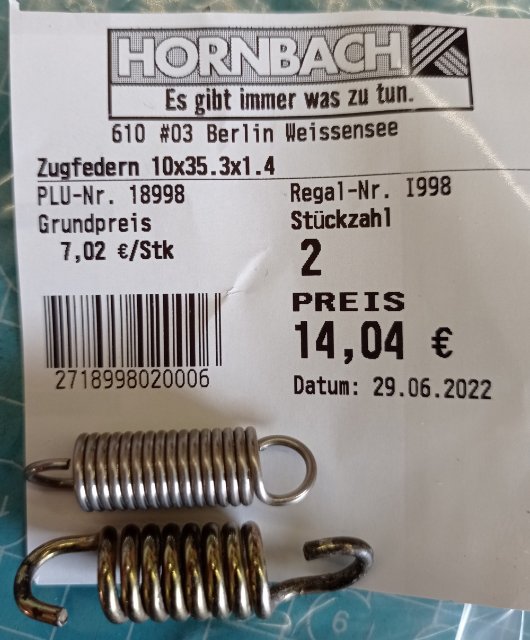 HORNBACH
Es gibt immer was zu tun.
610 #03 Berlin Weissensee
Zugfedern 10x35.3x1.4
PLU-Nr. 18998 Regal-Nr. I998
Grundpreis Stückzahl
7,02 €/Stk 2
PREIS
14,04 €
2718998020006
Datum: 29.06.2022
6